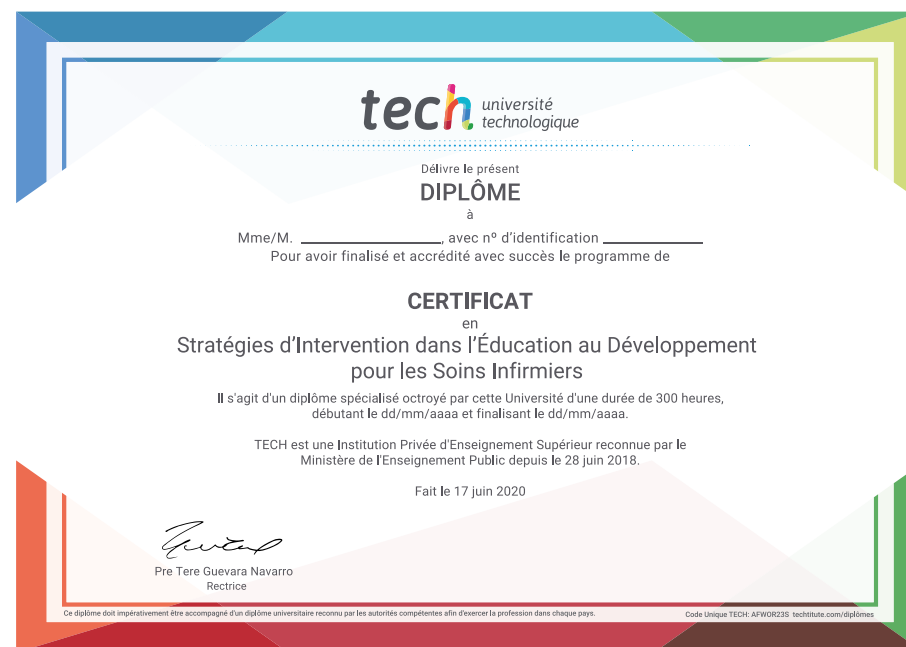 tech université
technologique
Délivre le présent
DIPLÔME
à
Mme/M. ____________________, avec nº d'identification ______________
Pour avoir finalisé et accrédité avec succès le programme de
CERTIFICAT
en
Stratégies d'Intervention dans l'Éducation au Développement
pour les Soins Infirmiers
Il s'agit d'un diplôme spécialisé octroyé par cette Université d'une durée de 300 heures,
débutant le dd/mm/aaaa et finalisant le dd/mm/aaaa.
TECH est une Institution Privée d'Enseignement Supérieur reconnue par le
Ministère de l'Enseignement Public depuis le 28 juin 2018.
Fait le 17 juin 2020
Pre Tere Guevara Navarro
Rectrice
Ce diplôme doit impérativement être accompagné d'un diplôme universitaire reconnu par les autorités compétentes afin d'exercer la profession dans chaque pays.
Code Unique TECH: AFWOR23S techtitute.com/diplômes